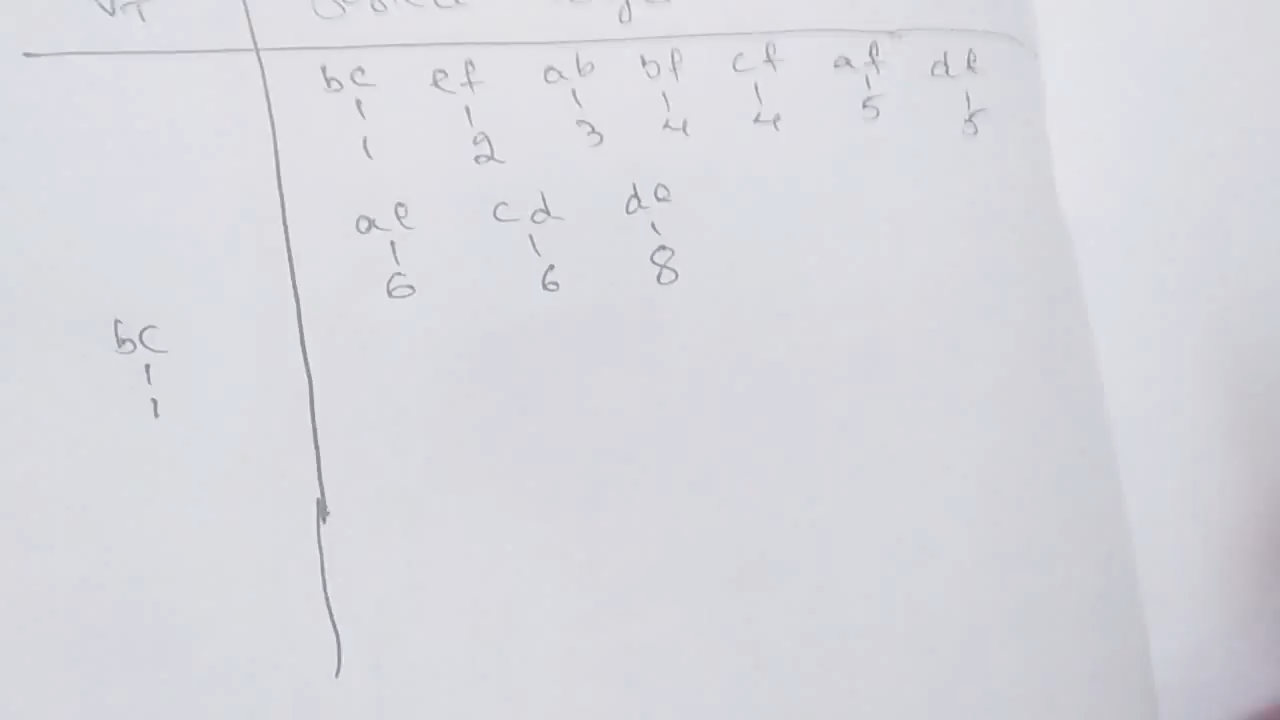 bc ef ab bf cf af df
1 2 3 4 4 5 5
ae cd de
6 6 8
bc
1